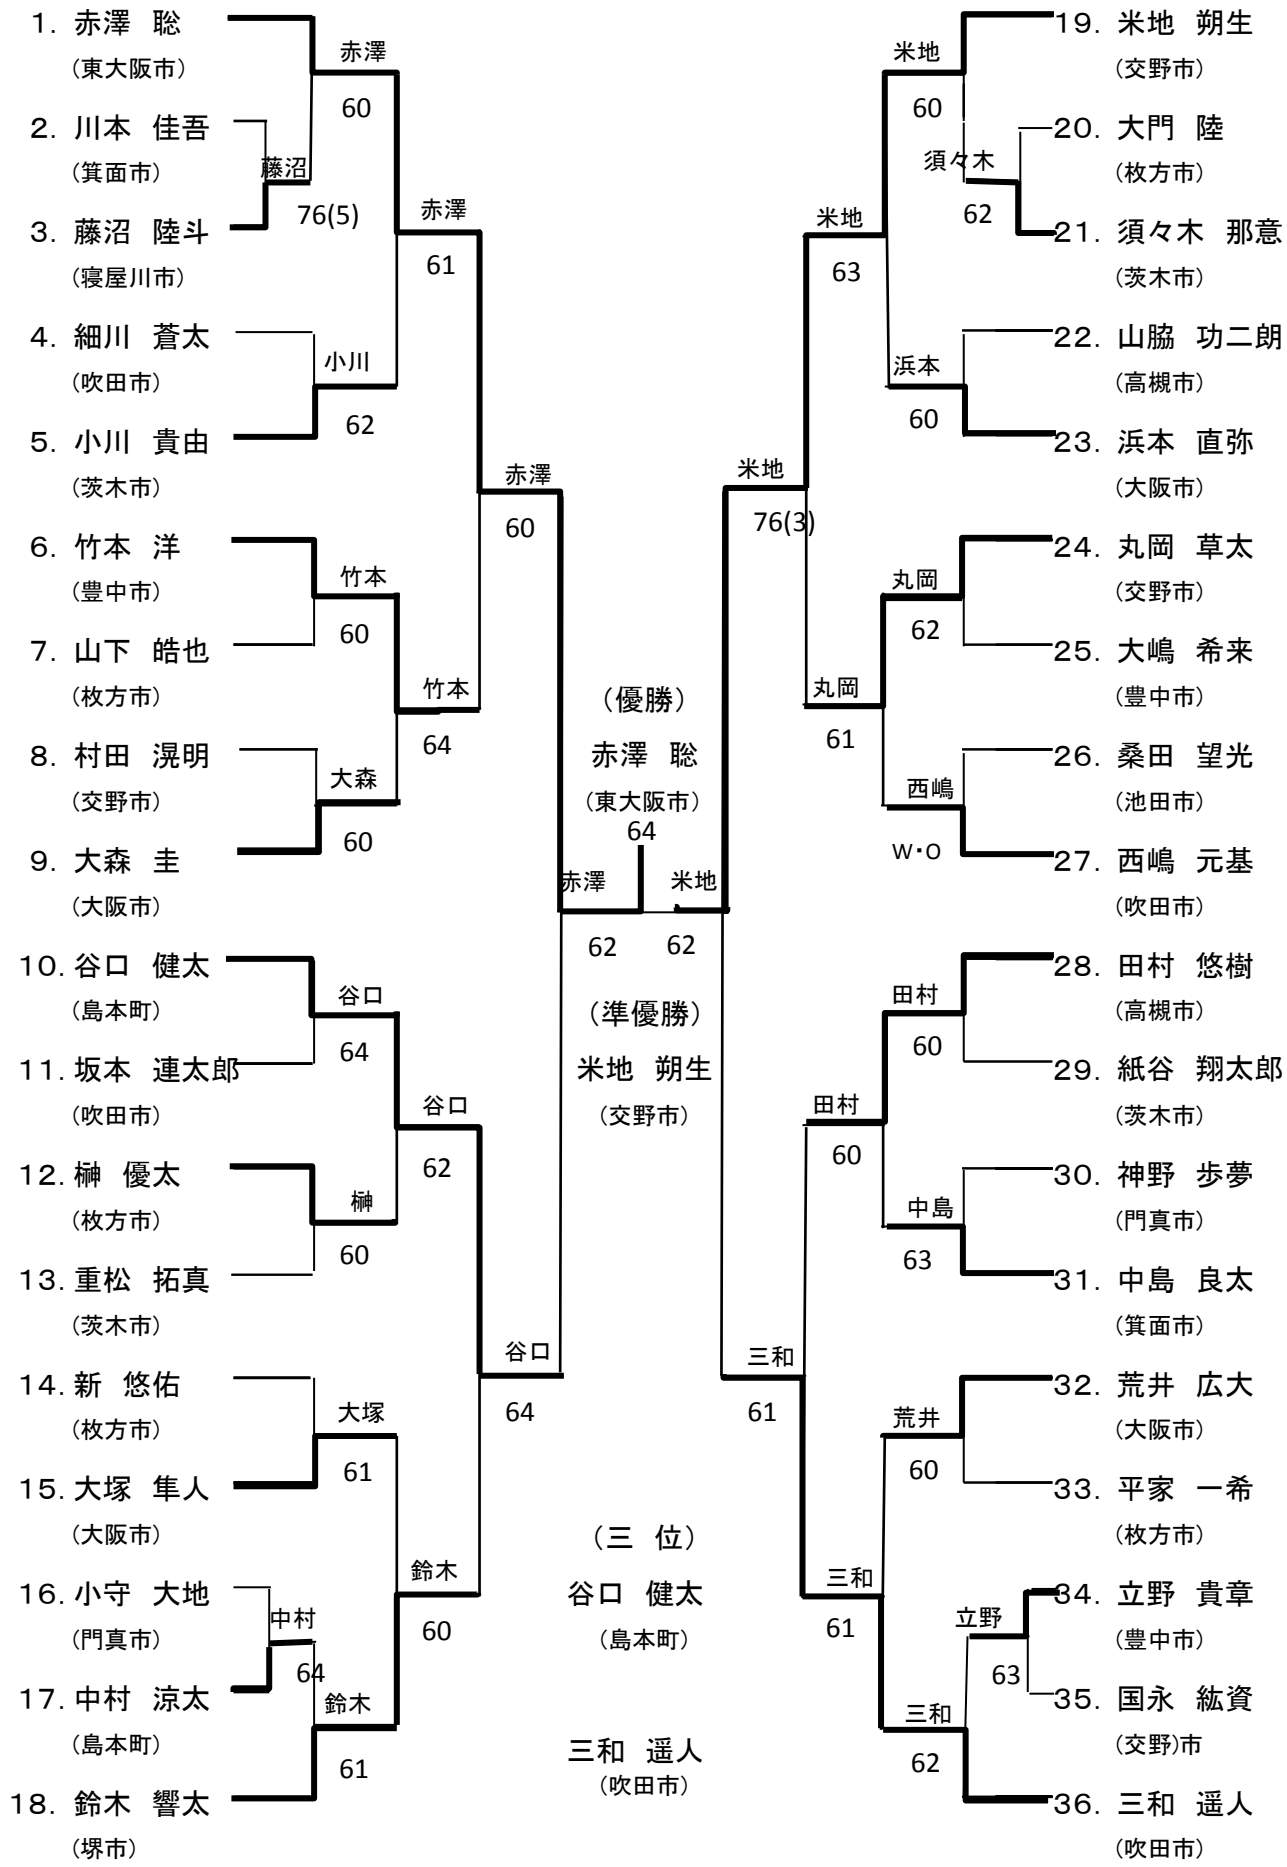 1. 赤澤 聡
(東大阪市)
2. 川本 佳吾
(箕面市)
3. 藤沼 陸斗
(寝屋川市)
4. 細川 蒼太
(吹田市)
5. 小川 貴由
(茨木市)
6. 竹本 洋
(豊中市)
7. 山下 皓也
(枚方市)
8. 村田 滉明
(交野市)
9. 大森 圭
(大阪市)
10. 谷口 健太
(島本町)
11. 坂本 連太郎
(吹田市)
12. 榊 優太
(枚方市)
13. 重松 拓真
(茨木市)
14. 新 悠佑
(枚方市)
15. 大塚 隼人
(大阪市)
16. 小守 大地
(門真市)
17. 中村 涼太
(島本町)
18. 鈴木 響太
(堺市)
藤沼
76(5)
中村
64
赤澤
60
小川
62
竹本
60
大森
60
谷口
64
榊
60
大塚
61
鈴木
61
赤澤
61
竹本
64
谷口
62
鈴木
60
赤澤
60
谷口
64
(優勝)
赤澤 聡
(東大阪市)
64
赤澤
62
米地
62
(準優勝)
米地 朔生
(交野市)
(三 位)
谷口 健太
(島本町)
三和 遥人
(吹田市)
米地
76(3)
三和
61
米地
63
丸岡
61
田村
60
三和
61
米地
60
浜本
60
丸岡
62
西嶋
W・O
田村
60
中島
63
荒井
60
三和
62
須々木
62
立野
63
19. 米地 朔生
(交野市)
20. 大門 陸
(枚方市)
21. 須々木 那意
(茨木市)
22. 山脇 功二朗
(高槻市)
23. 浜本 直弥
(大阪市)
24. 丸岡 草太
(交野市)
25. 大嶋 希来
(豊中市)
26. 桑田 望光
(池田市)
27. 西嶋 元基
(吹田市)
28. 田村 悠樹
(高槻市)
29. 紙谷 翔太郎
(茨木市)
30. 神野 歩夢
(門真市)
31. 中島 良太
(箕面市)
32. 荒井 広大
(大阪市)
33. 平家 一希
(枚方市)
34. 立野 貴章
(豊中市)
35. 国永 紘資
(交野)市
36. 三和 遥人
(吹田市)